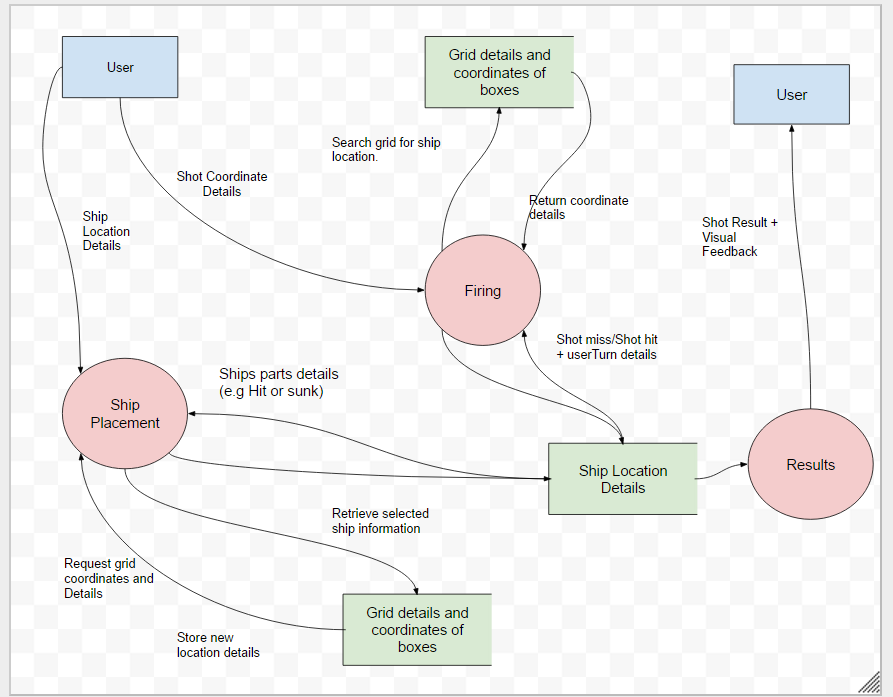 User
Grid details and
coordinates of
boxes
User
Search grid for ship
location.
Shot Coordinate
Details
Return coordinate
details
Ship
Location
Details
Shot Result +
Visual
Feedback
Firing
Shot miss/Shot hit
+ userTurn details
Ships parts details
(e.g Hit or sunk)
Ship
Placement
Ship Location
Details
Results
Retrieve selected
ship information
Request grid
coordinates and
Details
Grid details and
coordinates of
boxes
Store new
location details